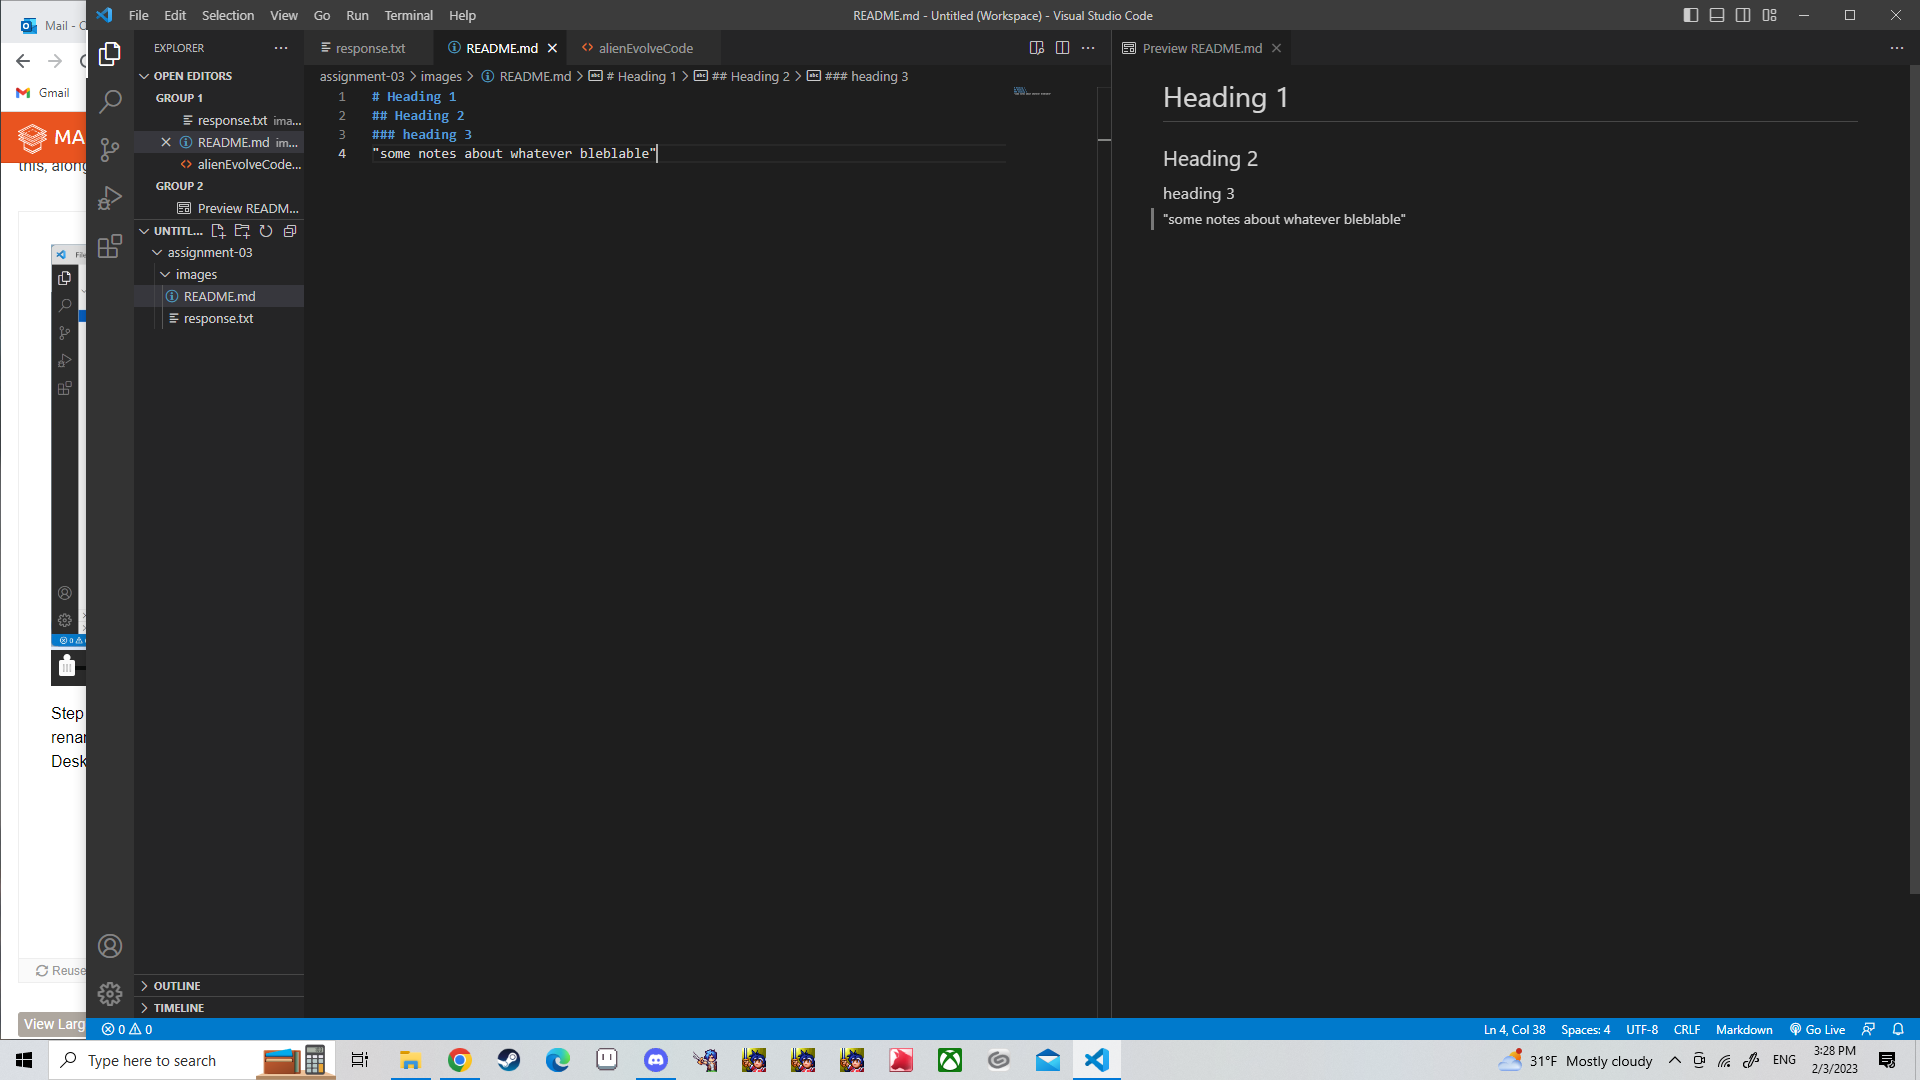 File Edit Selection View Go Run Terminal Help
README.md - Untitled (Workspace) - Visual Studio Code
Mail - 
Gmail
MA
this, along
Step
Desk
Reuse
View Larg
EXPLORER
OPEN EDITORS
GROUP 1
response.txt ima...
README.md im...
alienEvolveCode...
GROUP 2
Preview READM...
UNTITL...
assignment-03
images
README.md
response.txt
OUTLINE
TIMELINE
response.txt
README.md
alienEvolveCode
assignment-03 > images > README.md > # Heading 1 > ## Heading 2 > ### heading 3
1 # Heading 1
2 ## Heading 2
3 ### heading 3
4 "some notes about whatever bleblable"
Preview README.md
Heading 1
Heading 2
heading 3
"some notes about whatever bleblable"
0 0
Ln 4, Col 38 Spaces: 4 UTF-8 CRLF Markdown Go Live
Type here to search
31°F Mostly cloudy
ENG
3:28 PM
2/3/2023